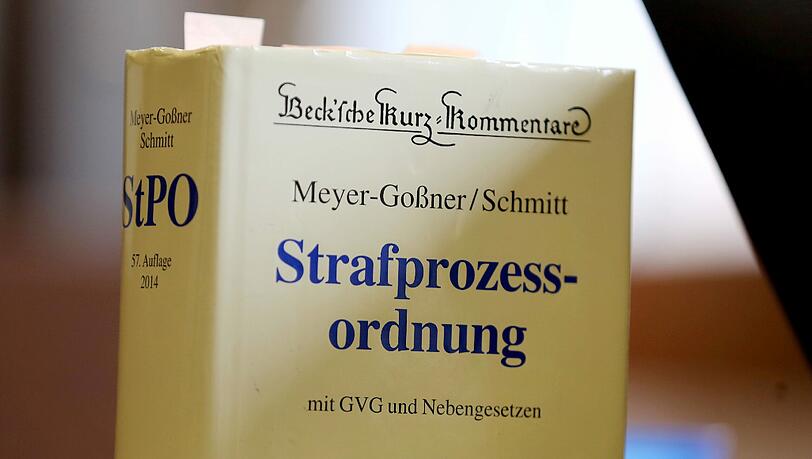 Meyer-Goßner
Schmitt
StPO
57. Auflage
2014
Beck'sche Kurz-Kommentare
Meyer-Goßner/Schmitt
Strafprozess-
ordnung
mit GVG und Nebengesetzen